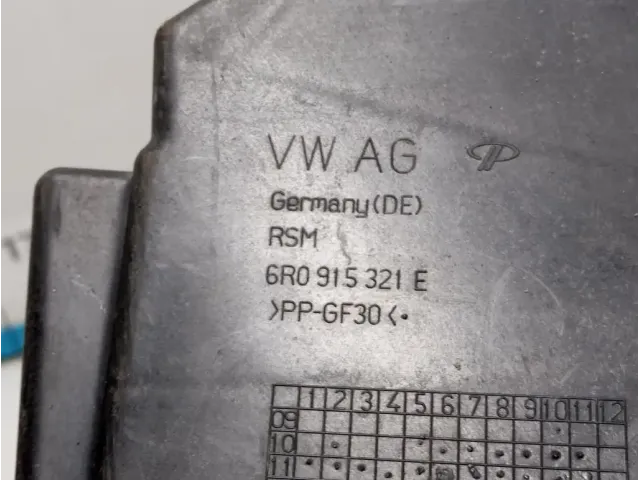 VW AG
Germany(DE)
RSM
6R0 915 321 E
>PP-GF30<
1 2 3 4 5 6 7 8 9 10 11 12
09
10
11